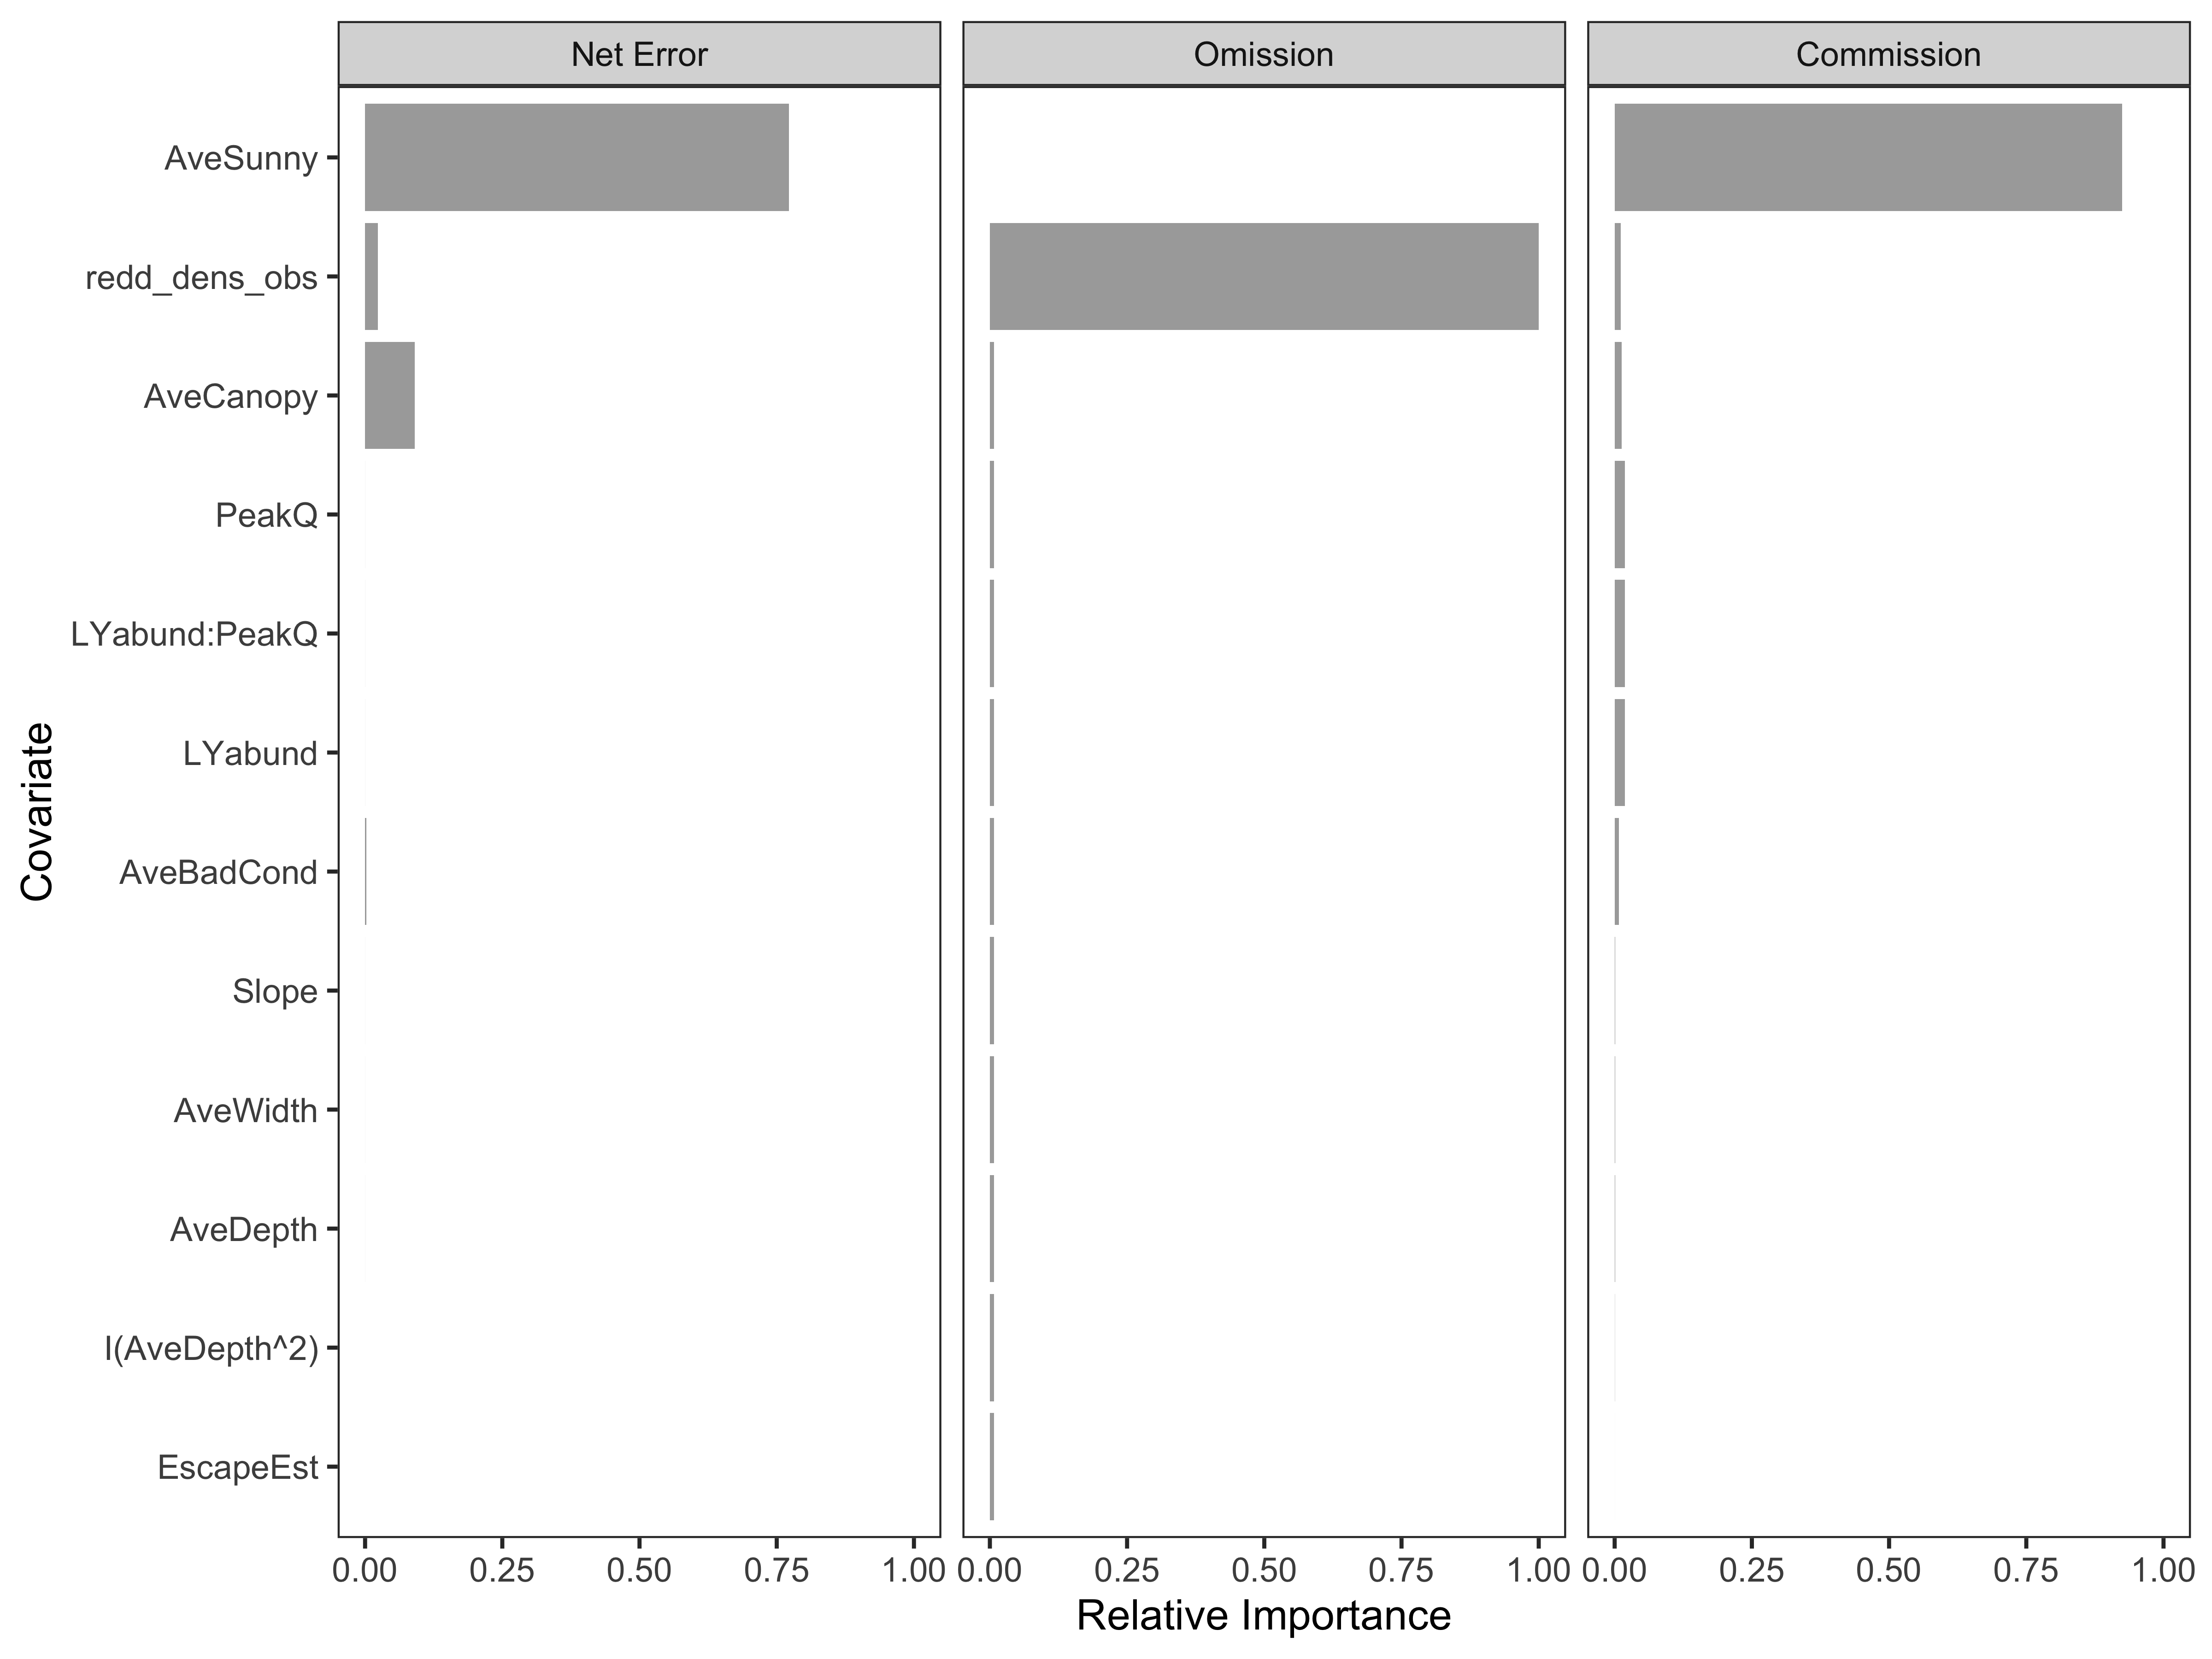 Net Error Omission Commission
AveSunny
redd_dens_obs
AveCanopy
PeakQ
LYabund:PeakQ
LYabund
AveBadCond
Slope
AveWidth
AveDepth
I(AveDepth^2)
EscapeEst
Covariate
0.00 0.25 0.50 0.75 1.00 0.00 0.25 0.50 0.75 1.00 0.00 0.25 0.50 0.75 1.00
Relative Importance